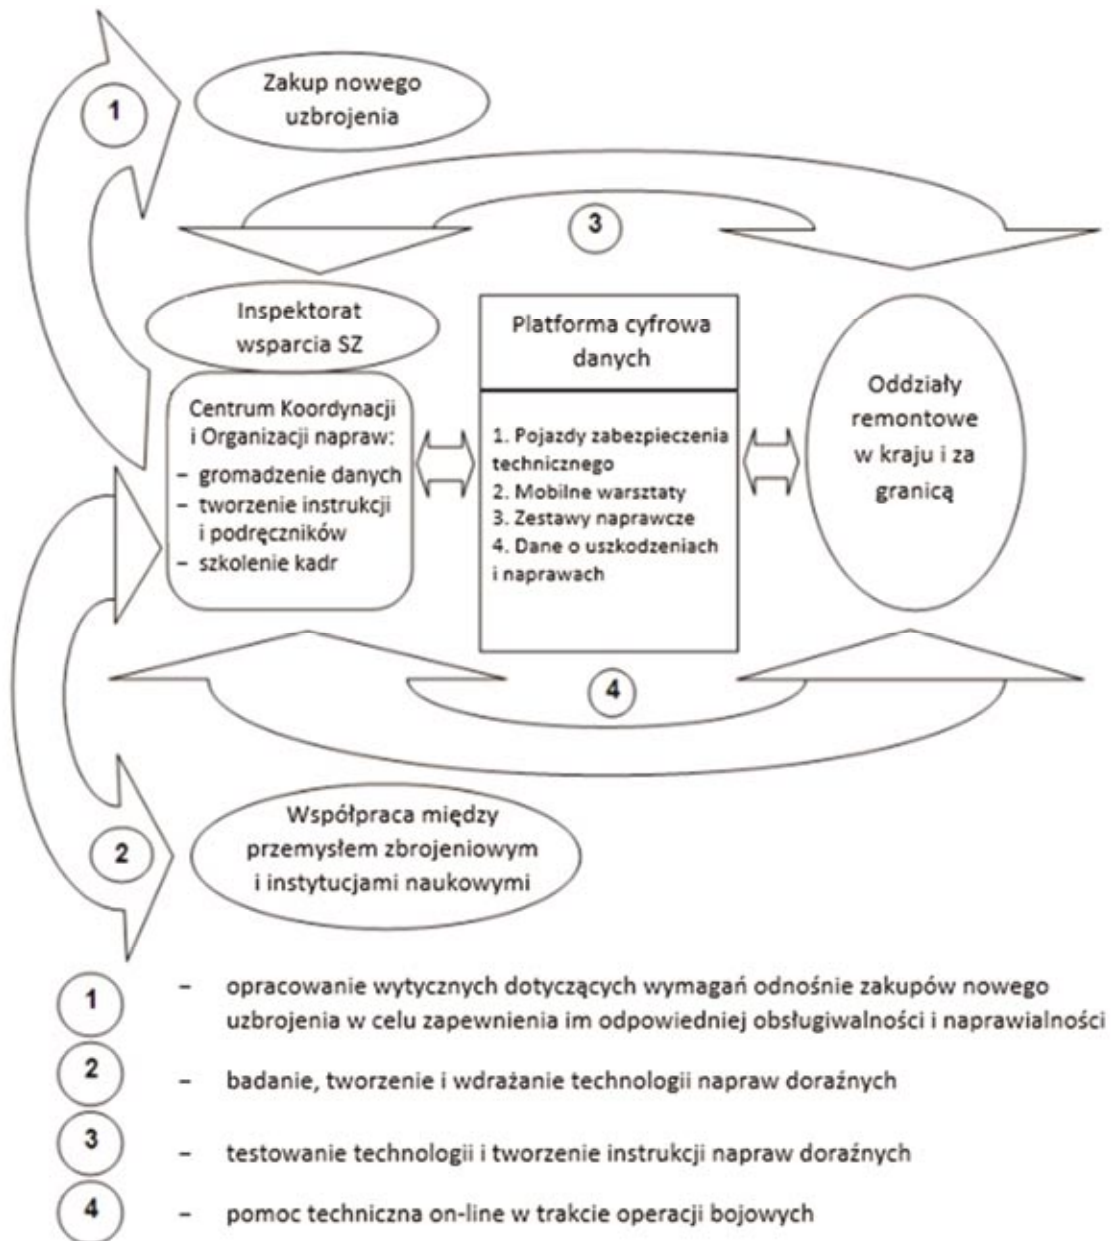 1
Zakup nowego
uzbrojenia
3
Inspektorat
wsparcia SZ
Centrum Koordynacji
i Organizacji napraw:
– gromadzenie danych
– tworzenie instrukcji
i podręczników
– szkolenie kadr
Platforma cyfrowa
danych
1. Pojazdy zabezpieczenia
technicznego
2. Mobilne warsztaty
3. Zestawy naprawcze
4. Dane o uszkodzeniach
i naprawach
Oddziały
remontowe
w kraju i za
granicą
4
2
Współpraca między
przemysłem zbrojeniowym
i instytucjami naukowymi
1 – opracowanie wytycznych dotyczących wymagań odnośnie zakupów nowego
uzbrojenia w celu zapewnienia im odpowiedniej obsługiwalności i naprawialności
2 – badanie, tworzenie i wdrażanie technologii napraw doraźnych
3 – testowanie technologii i tworzenie instrukcji napraw doraźnych
4 – pomoc techniczna on-line w trakcie operacji bojowych